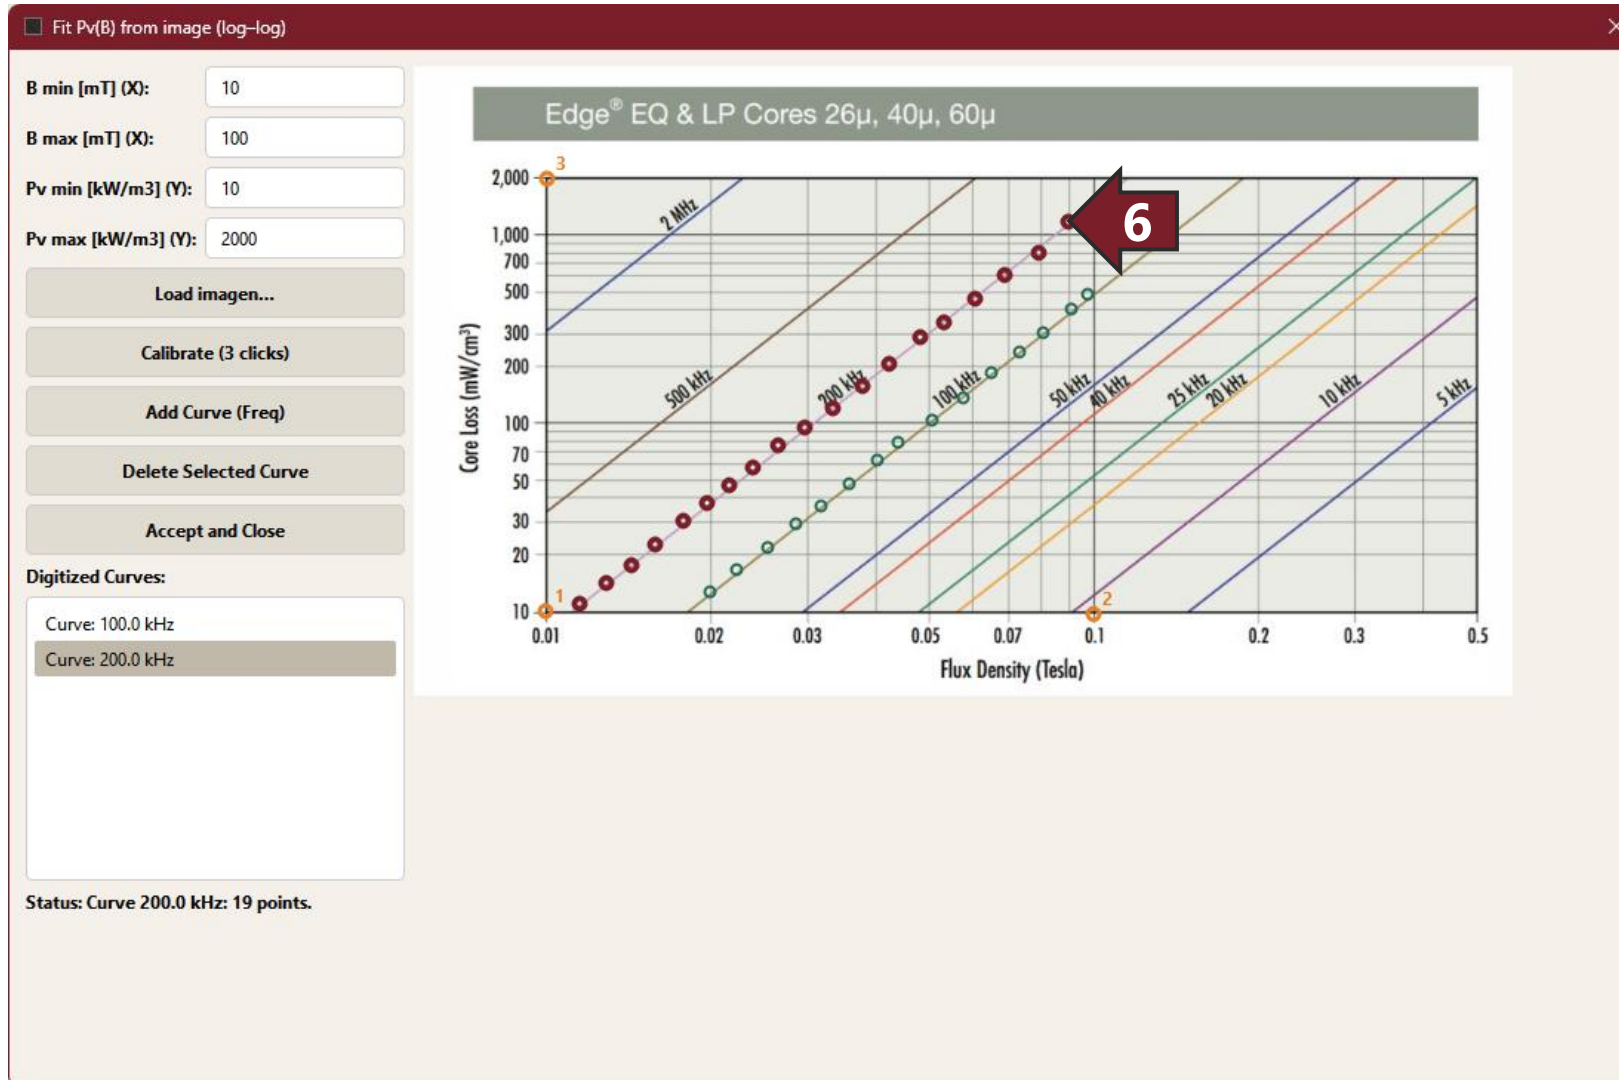 Fit Pv(B) from image (log–log)
B min [mT] (X): 10
B max [mT] (X): 100
Pv min [kW/m3] (Y): 10
Pv max [kW/m3] (Y): 2000
Load imagen...
Calibrate (3 clicks)
Add Curve (Freq)
Delete Selected Curve
Accept and Close
Digitized Curves:
Curve: 100.0 kHz
Curve: 200.0 kHz
Status: Curve 200.0 kHz: 19 points.
Edge® EQ & LP Cores 26µ, 40µ, 60µ
Core Loss (mW/cm³)
2,000
1,000
700
500
300
200
100
70
50
30
20
10
3
1
2
6
2 MHz
500 kHz
200 kHz
100 kHz
50 kHz
40 kHz
25 kHz
20 kHz
10 kHz
5 kHz
0.01 0.02 0.03 0.05 0.07 0.1 0.2 0.3 0.5
Flux Density (Tesla)